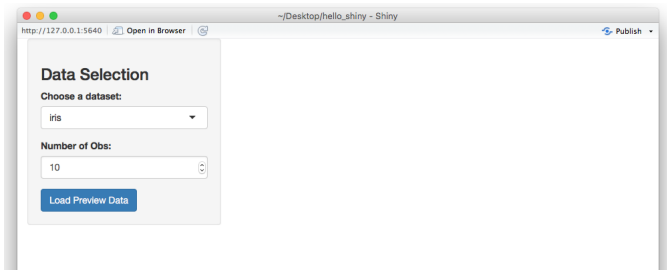 ~/Desktop/hello_shiny - Shiny
http://127.0.0.1:5640 Open in Browser Publish
Data Selection
Choose a dataset:
iris
Number of Obs:
10
Load Preview Data